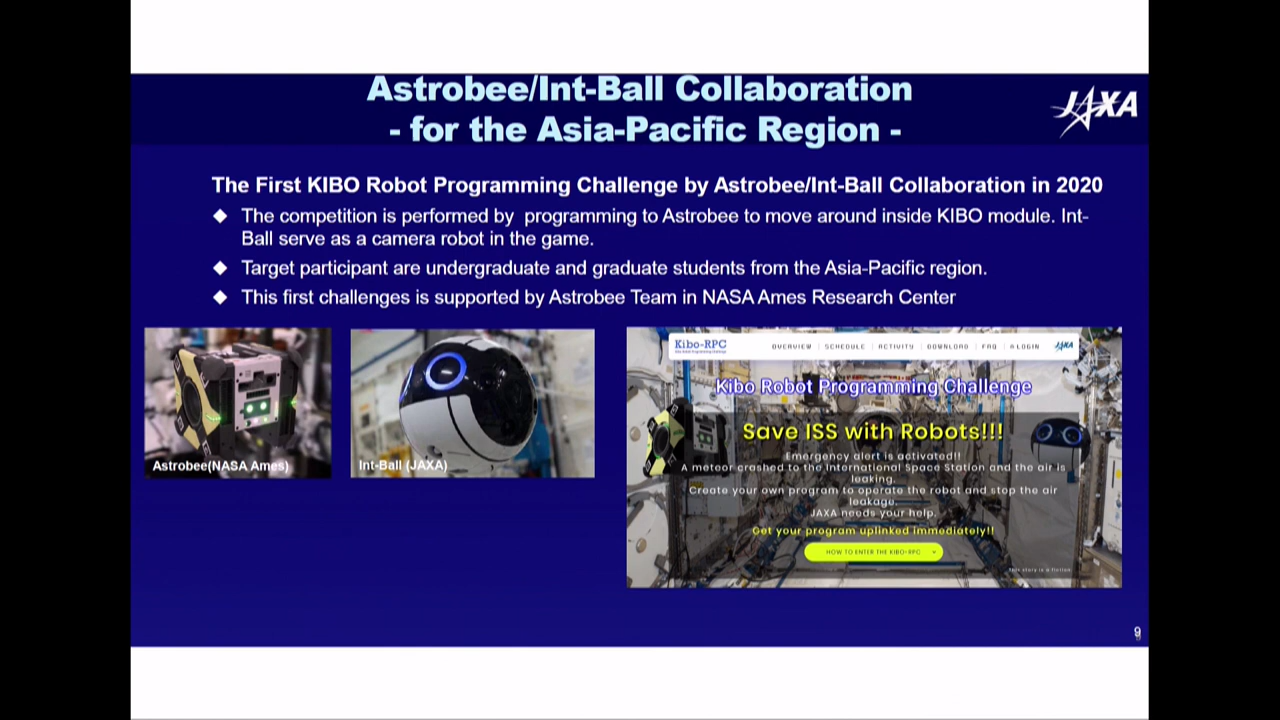 Astrobee/Int-Ball Collaboration
- for the Asia-Pacific Region -
JAXA
The First KIBO Robot Programming Challenge by Astrobee/Int-Ball Collaboration in 2020
◆ The competition is performed by programming to Astrobee to move around inside KIBO module. Int-
Ball serve as a camera robot in the game.
◆ Target participant are undergraduate and graduate students from the Asia-Pacific region.
◆ This first challenges is supported by Astrobee Team in NASA Ames Research Center
Astrobee(NASA Ames)
Int-Ball (JAXA)
Kibo-RPC
OVERVIEW | SCHEDULE | ACTIVITY | DOWNLOAD | FAQ | LOGIN
JAXA
Kibo Robot Programming Challenge
Save ISS with Robots!!!
Emergency alert is activated!!
A meteor crashed to the International Space Station and the air is
leaking.
Create your own program to operate the robot and stop the air
leakage.
JAXA needs your help.
Get your program uplinked immediately!!
HOW TO ENTER THE KIBO-RPC
This story is a fiction
9